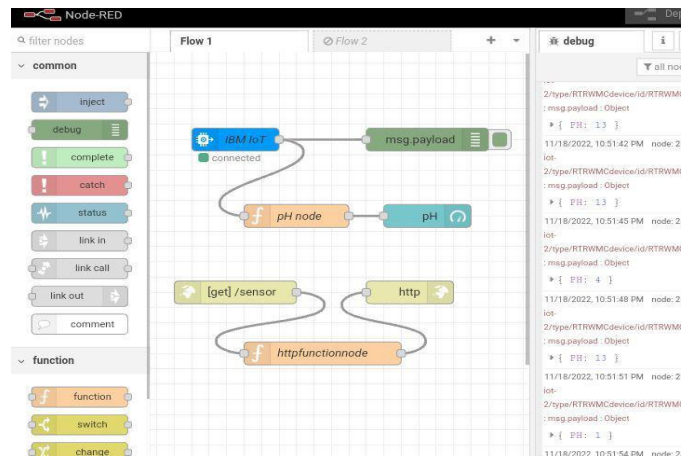 Node-RED
De
filter nodes
Flow 1
Flow 2
debug
i
all no
common
inject
debug
complete
catch
status
link in
link call
link out
comment
function
function
switch
change
IBM IoT
connected
msg.payload
pH node
pH
[get] /sensor
http
httpfunctionnode
2/type/RTRWMCdevice/id/RTRWM
: msg.payload : Object
{ PH: 13 }
11/18/2022, 10:51:42 PM node: 2
iot-
2/type/RTRWMCdevice/id/RTRWM
: msg.payload : Object
{ PH: 13 }
11/18/2022, 10:51:45 PM node: 2
iot-
2/type/RTRWMCdevice/id/RTRWM
: msg.payload : Object
{ PH: 4 }
11/18/2022, 10:51:48 PM node: 2
iot-
2/type/RTRWMCdevice/id/RTRWM
: msg.payload : Object
{ PH: 13 }
11/18/2022, 10:51:51 PM node: 2
iot-
2/type/RTRWMCdevice/id/RTRWM
: msg.payload : Object
{ PH: 1 }
11/18/2022, 10:51:54 PM node: 2